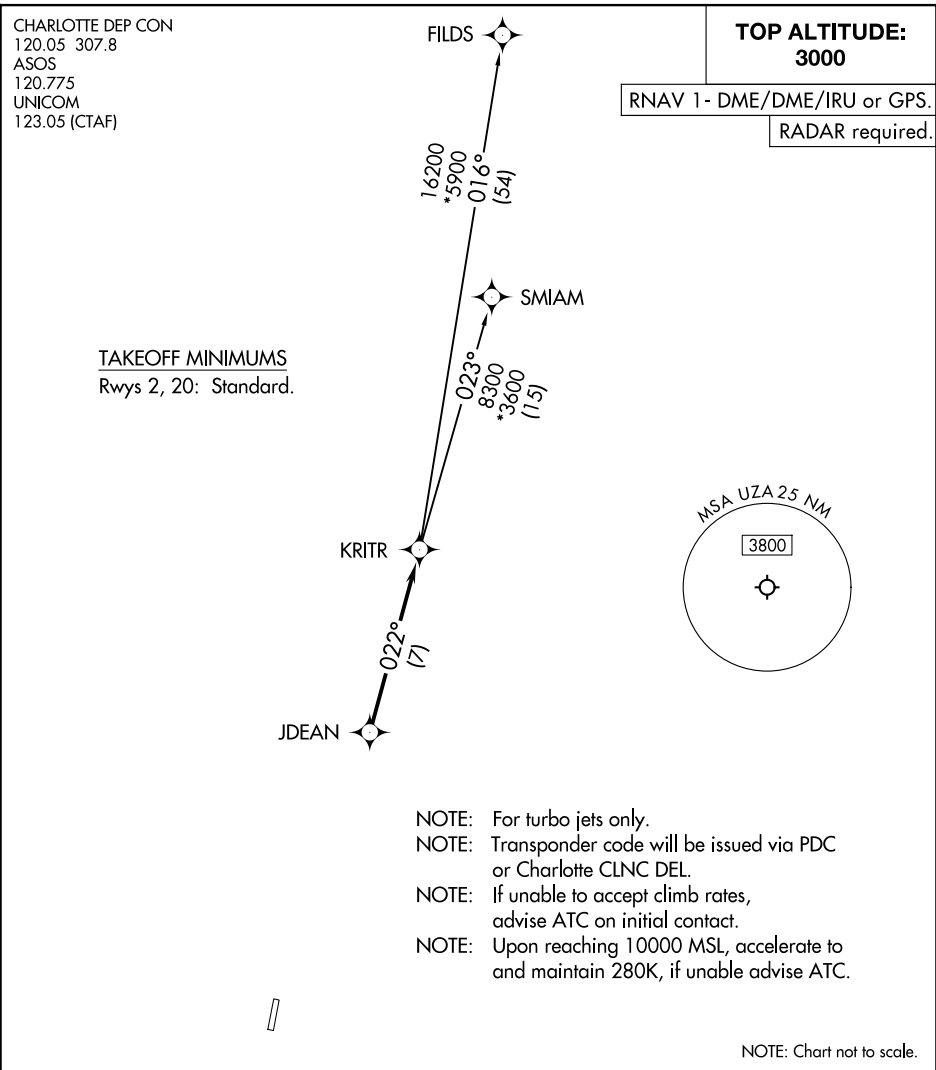 CHARLOTTE DEP CON
120.05 307.8
ASOS
120.775
UNICOM
123.05 (CTAF)
TOP ALTITUDE:
3000
RNAV 1- DME/DME/IRU or GPS.
RADAR required.
FILDS
16200
*5900
016°
(54)
SMIAM
023°
8300
*3600
(15)
TAKEOFF MINIMUMS
Rwys 2, 20: Standard.
MSA UZA 25 NM
3800
KRITR
022°
(7)
JDEAN
NOTE: For turbo jets only.
NOTE: Transponder code will be issued via PDC
or Charlotte CLNC DEL.
NOTE: If unable to accept climb rates,
advise ATC on initial contact.
NOTE: Upon reaching 10000 MSL, accelerate to
and maintain 280K, if unable advise ATC.
NOTE: Chart not to scale.